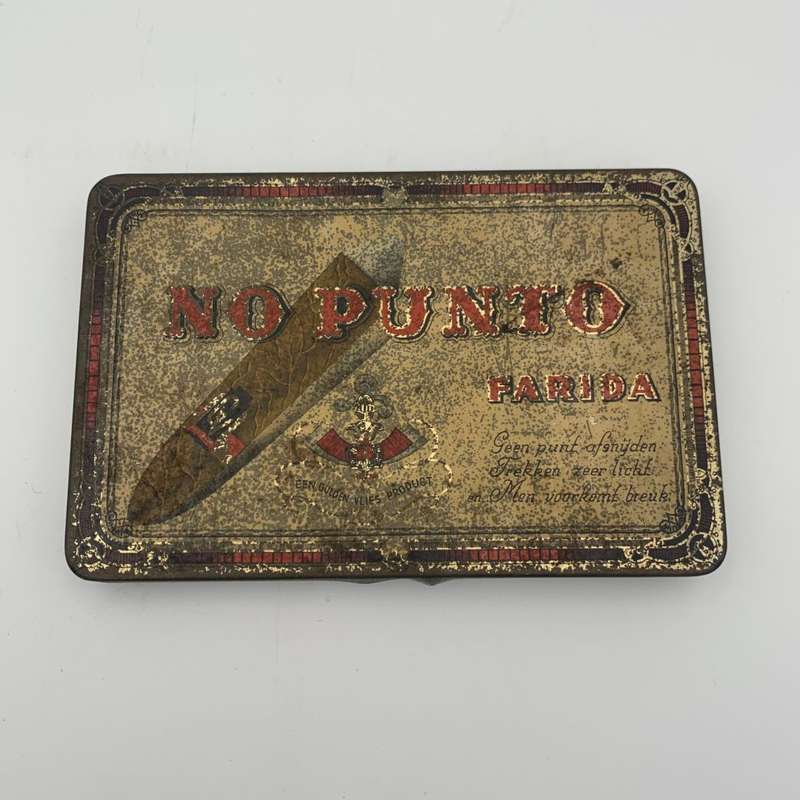 NO PUNTO
FARIDA
Geen punt afsnijden
Trekken zeer licht
en Men voorkomt breuk.
EEN GULDEN VLIES PRODUCT